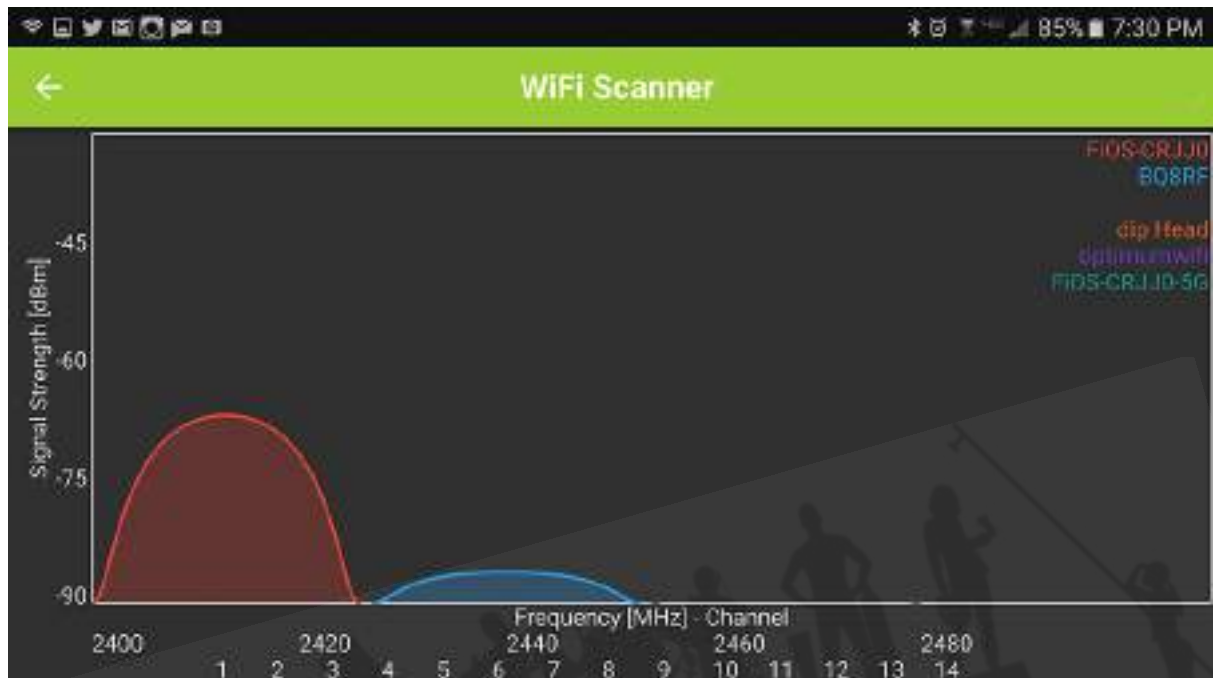 85% 7:30 PM
WiFi Scanner
FiOS-CRJJ0
BQ8RF
dip Head
optimumwifi
FiOS-CRJJ0-5G
Signal Strength [dBm]
-45
-60
-75
-90
Frequency [MHz] - Channel
2400 2420 2440 2460 2480
1 2 3 4 5 6 7 8 9 10 11 12 13 14